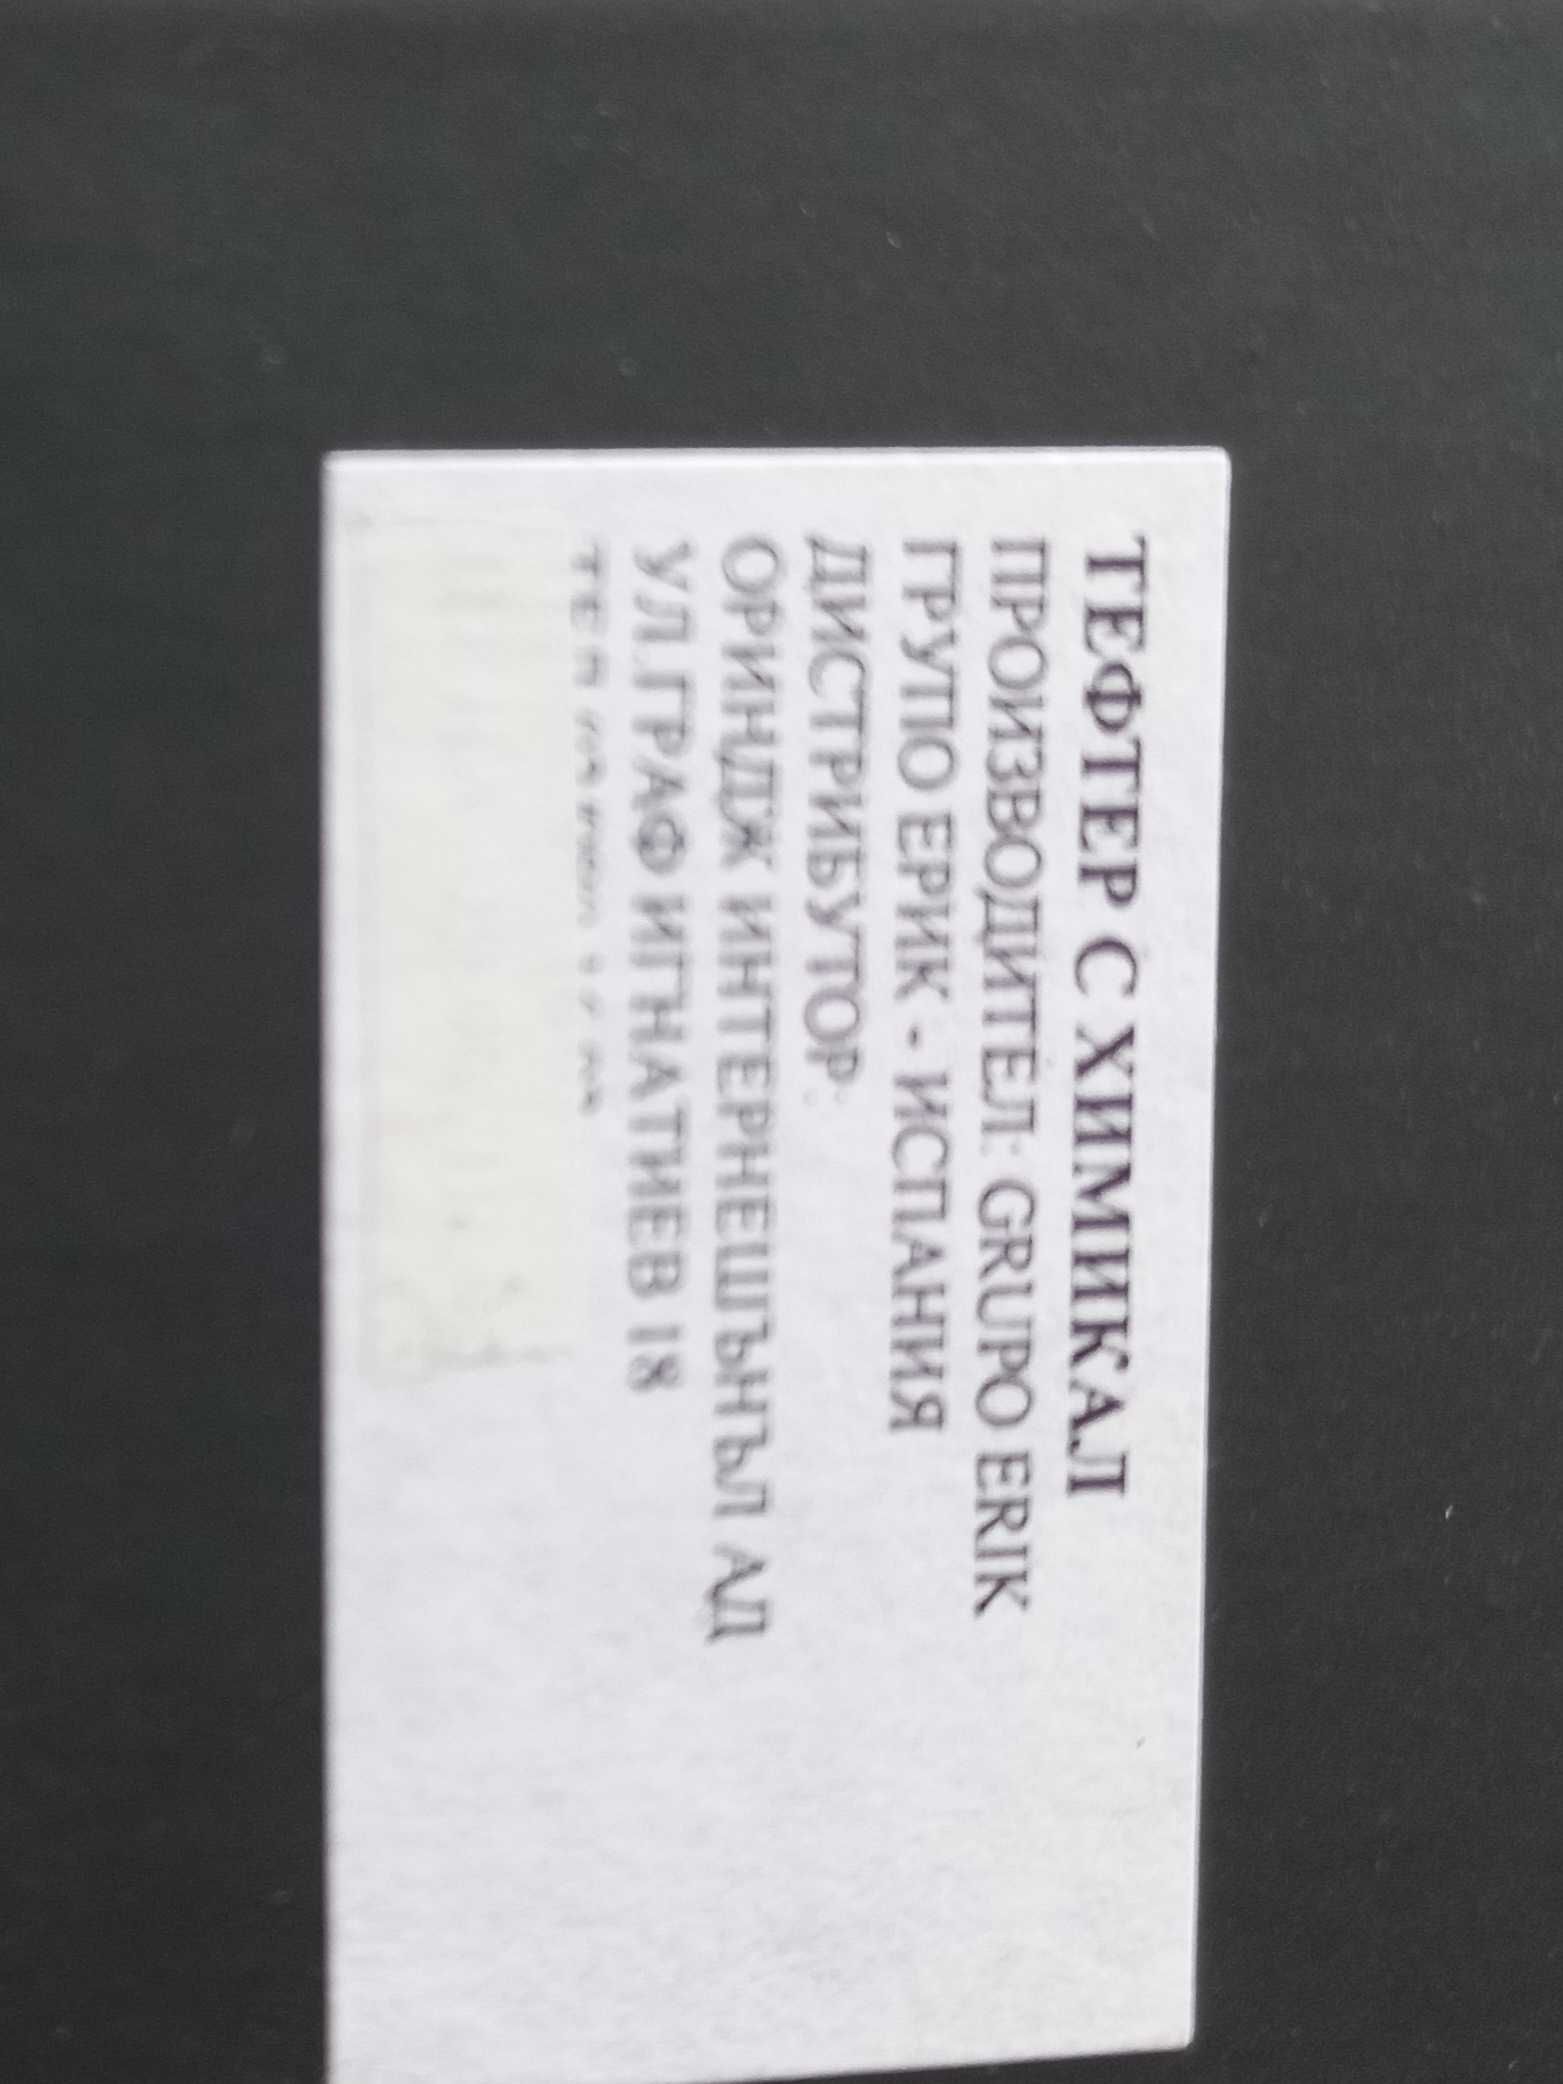 ТЕФТЕР С ХИМИКАЛ
ПРОИЗВОДИТЕЛ: GRUPO ERIK
ГРУПО ЕРИК - ИСПАНИЯ
ДИСТРИБУТОР:
ОРИНДЖ ИНТЕРНЕШЪНЪЛ АД
УЛ.ГРАФ ИГНАТИЕВ 18